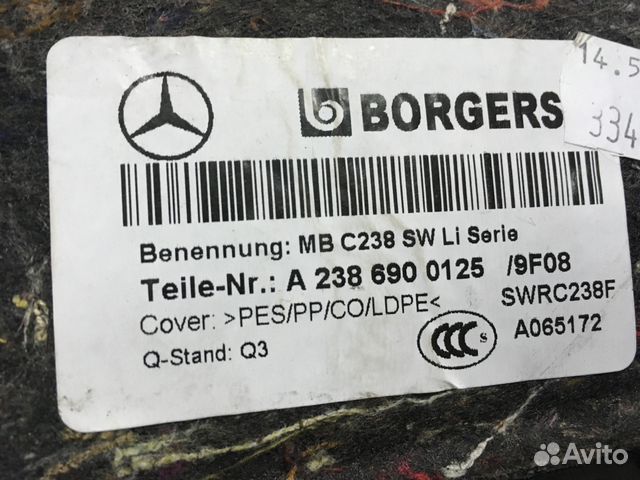 BORGERS
14.5
334
Benennung: MB C238 SW Li Serie
Teile-Nr.: A 238 690 0125 /9F08
Cover: >PES/PP/CO/LDPE< SWRC238F
Q-Stand: Q3 CCC S A065172
Avito